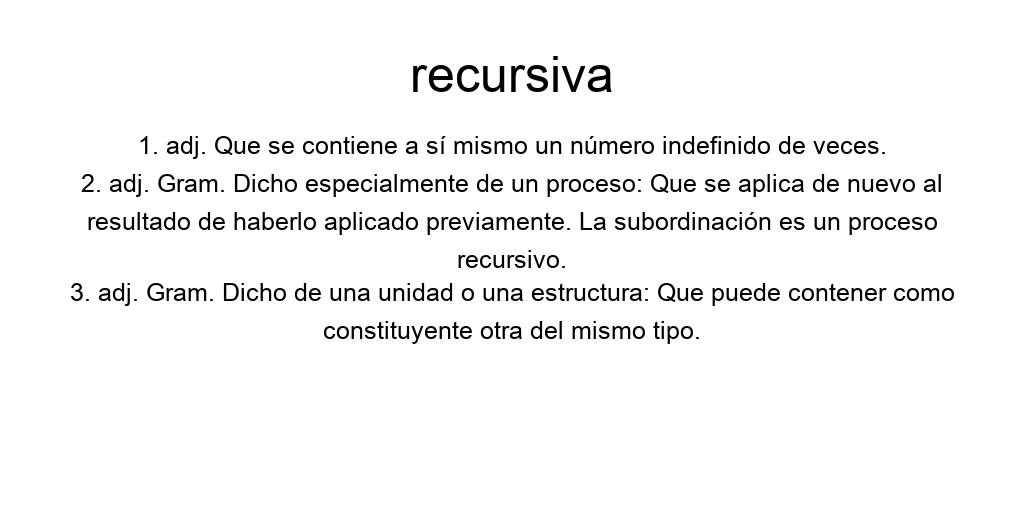 recursiva
1. adj. Que se contiene a sí mismo un número indefinido de veces.
2. adj. Gram. Dicho especialmente de un proceso: Que se aplica de nuevo al
resultado de haberlo aplicado previamente. La subordinación es un proceso
recursivo.
3. adj. Gram. Dicho de una unidad o una estructura: Que puede contener como
constituyente otra del mismo tipo.